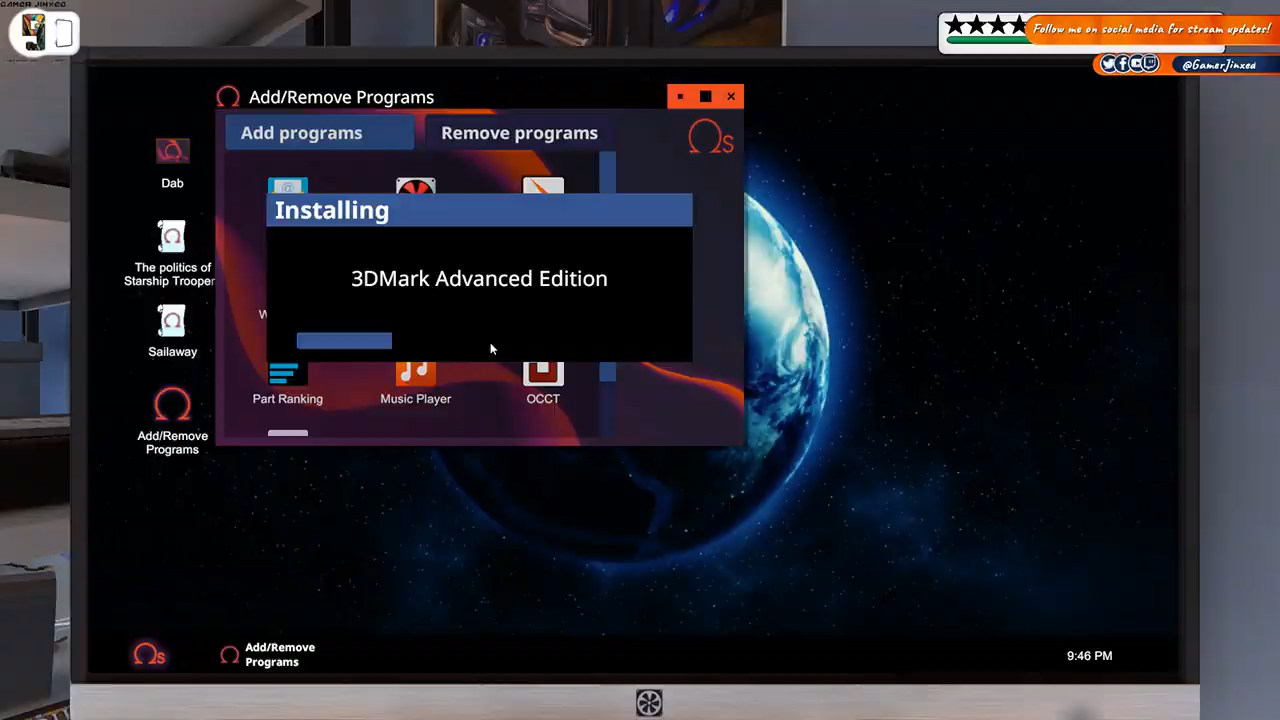 GAMER JINXED
Follow me on social media for stream updates!
@GamerJinxed
Add/Remove Programs
Add programs
Remove programs
Ωs
Dab
Installing
The politics of
Starship Trooper
3DMark Advanced Edition
W
Sailaway
Part Ranking
Music Player
OCCT
Add/Remove
Programs
Ωs
Add/Remove
Programs
9:46 PM